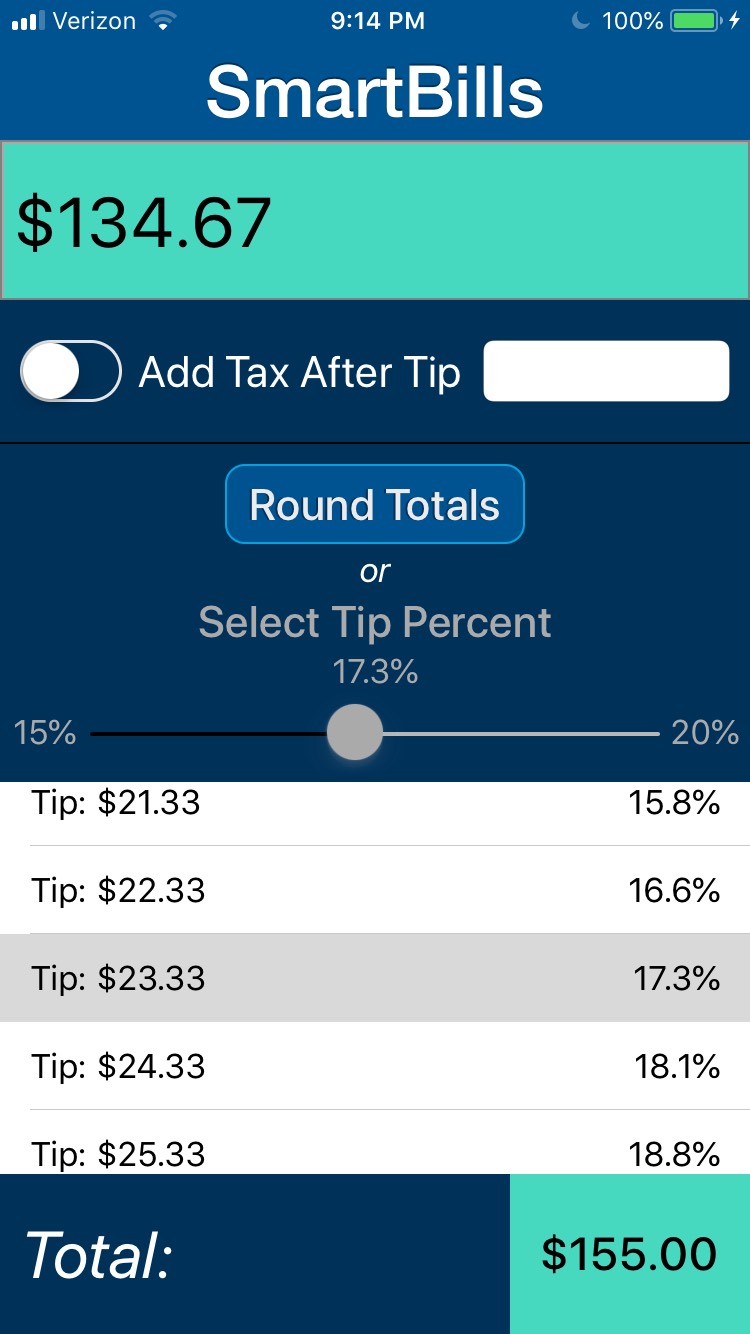 Verizon 9:14 PM 100%
SmartBills
$134.67
Add Tax After Tip
Round Totals
or
Select Tip Percent
17.3%
15% 20%
Tip: $21.33 15.8%
Tip: $22.33 16.6%
Tip: $23.33 17.3%
Tip: $24.33 18.1%
Tip: $25.33 18.8%
Total: $155.00